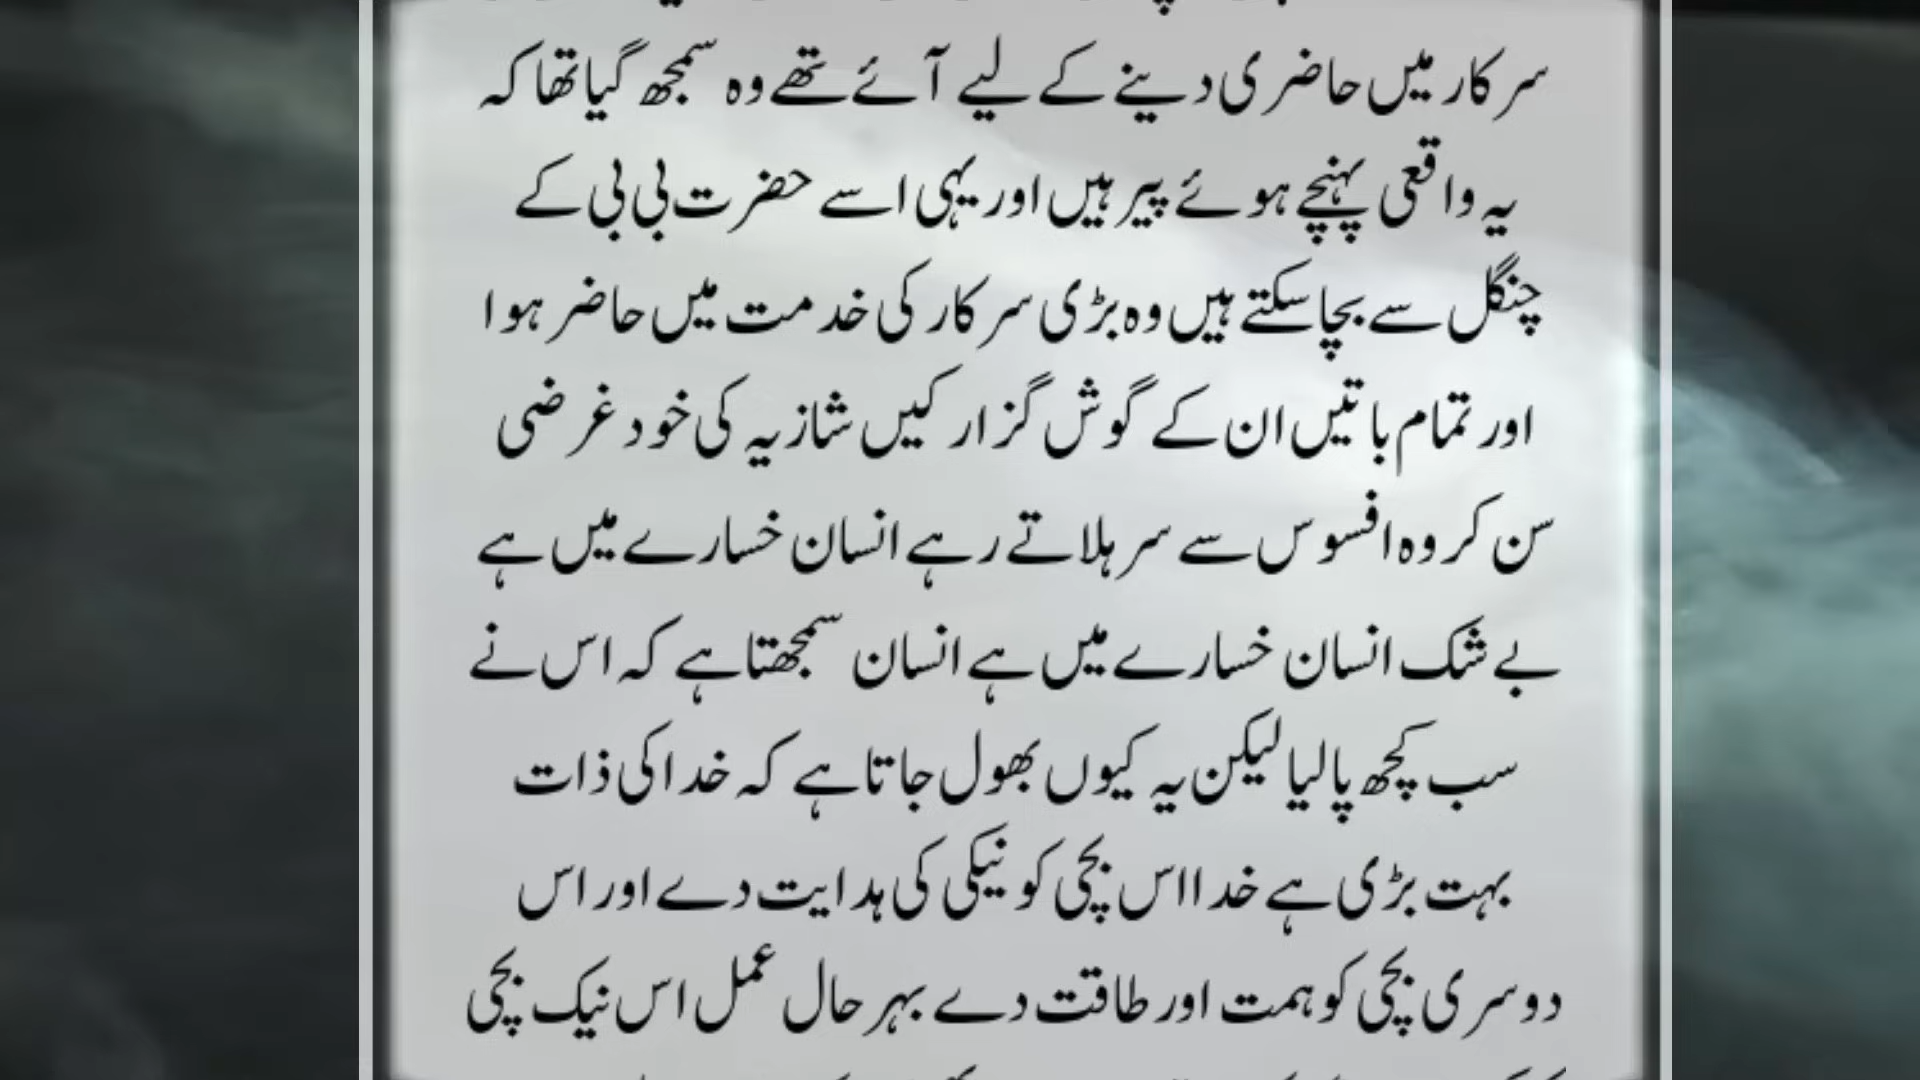 سرکار میں حاضری دینے کے لیے آئے تھے وہ سمجھ گیا تھا کہ
یہ واقعی پہنچے ہوئے پیر ہیں اور یہی اسے حضرت بی بی کے
چنگل سے بچا سکتے ہیں وہ بڑی سرکار کی خدمت میں حاضر ہوا
اور تمام باتیں ان کے گوش گزار کیں شازیہ کی خود غرضی
سن کر وہ افسوس سے سر ہلاتے رہے انسان خسارے میں ہے
بے شک انسان خسارے میں ہے انسان سمجھتا ہے کہ اس نے
سب کچھ پا لیا لیکن یہ کیوں بھول جاتا ہے کہ خدا کی ذات
بہت بڑی ہے خدا اس بچی کو نیکی کی ہدایت دے اور اس
دوسری بچی کو ہمت اور طاقت دے بہر حال عمل اس نیک بچی